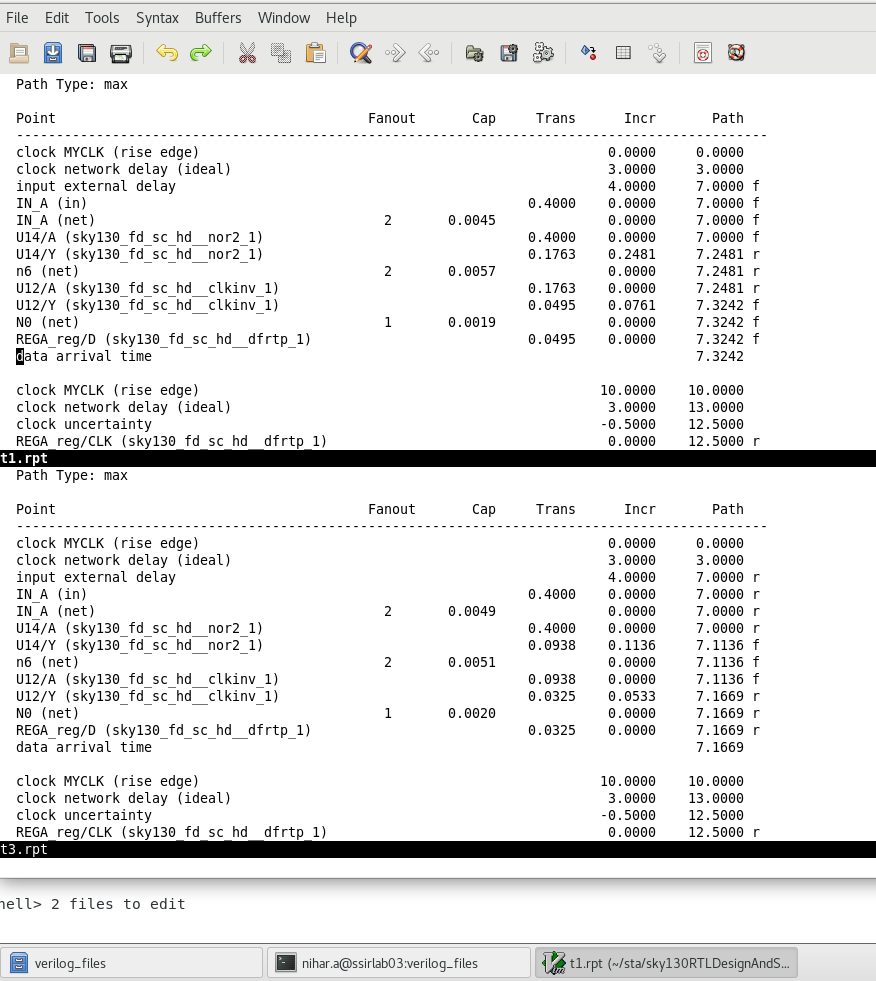 File Edit Tools Syntax Buffers Window Help
Path Type: max
Point Fanout Cap Trans Incr Path
-----------------------------------------------------------------------------------------------
clock MYCLK (rise edge) 0.0000 0.0000
clock network delay (ideal) 3.0000 3.0000
input external delay 4.0000 7.0000 f
IN_A (in) 0.4000 0.0000 7.0000 f
IN_A (net) 2 0.0045 0.0000 7.0000 f
U14/A (sky130_fd_sc_hd__nor2_1) 0.4000 0.0000 7.0000 f
U14/Y (sky130_fd_sc_hd__nor2_1) 0.1763 0.2481 7.2481 r
n6 (net) 2 0.0057 0.0000 7.2481 r
U12/A (sky130_fd_sc_hd__clkinv_1) 0.1763 0.0000 7.2481 r
U12/Y (sky130_fd_sc_hd__clkinv_1) 0.0495 0.0761 7.3242 f
N0 (net) 1 0.0019 0.0000 7.3242 f
REGA_reg/D (sky130_fd_sc_hd__dfrtp_1) 0.0495 0.0000 7.3242 f
data arrival time 7.3242
clock MYCLK (rise edge) 10.0000 10.0000
clock network delay (ideal) 3.0000 13.0000
clock uncertainty -0.5000 12.5000
REGA_reg/CLK (sky130_fd_sc_hd__dfrtp_1) 0.0000 12.5000 r
t1.rpt
Path Type: max
Point Fanout Cap Trans Incr Path
-----------------------------------------------------------------------------------------------
clock MYCLK (rise edge) 0.0000 0.0000
clock network delay (ideal) 3.0000 3.0000
input external delay 4.0000 7.0000 r
IN_A (in) 0.4000 0.0000 7.0000 r
IN_A (net) 2 0.0049 0.0000 7.0000 r
U14/A (sky130_fd_sc_hd__nor2_1) 0.4000 0.0000 7.0000 r
U14/Y (sky130_fd_sc_hd__nor2_1) 0.0938 0.1136 7.1136 f
n6 (net) 2 0.0051 0.0000 7.1136 f
U12/A (sky130_fd_sc_hd__clkinv_1) 0.0938 0.0000 7.1136 f
U12/Y (sky130_fd_sc_hd__clkinv_1) 0.0325 0.0533 7.1669 r
N0 (net) 1 0.0020 0.0000 7.1669 r
REGA_reg/D (sky130_fd_sc_hd__dfrtp_1) 0.0325 0.0000 7.1669 r
data arrival time 7.1669
clock MYCLK (rise edge) 10.0000 10.0000
clock network delay (ideal) 3.0000 13.0000
clock uncertainty -0.5000 12.5000
REGA_reg/CLK (sky130_fd_sc_hd__dfrtp_1) 0.0000 12.5000 r
t3.rpt
hell> 2 files to edit
verilog_files nihar.a@ssirlab03:verilog_files t1.rpt (~/sta/sky130RTLDesignAndS...